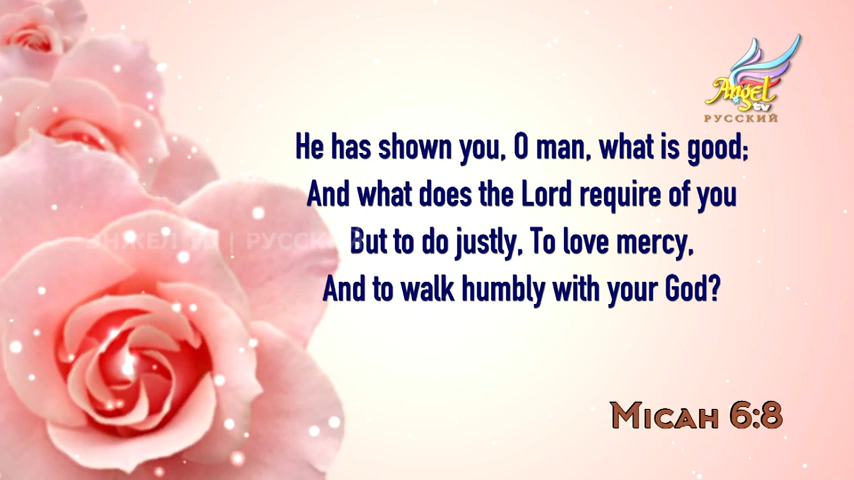 Angel
tv
РУССКИЙ
He has shown you, O man, what is good;
And what does the Lord require of you
But to do justly, To love mercy,
And to walk humbly with your God?
Micah 6:8